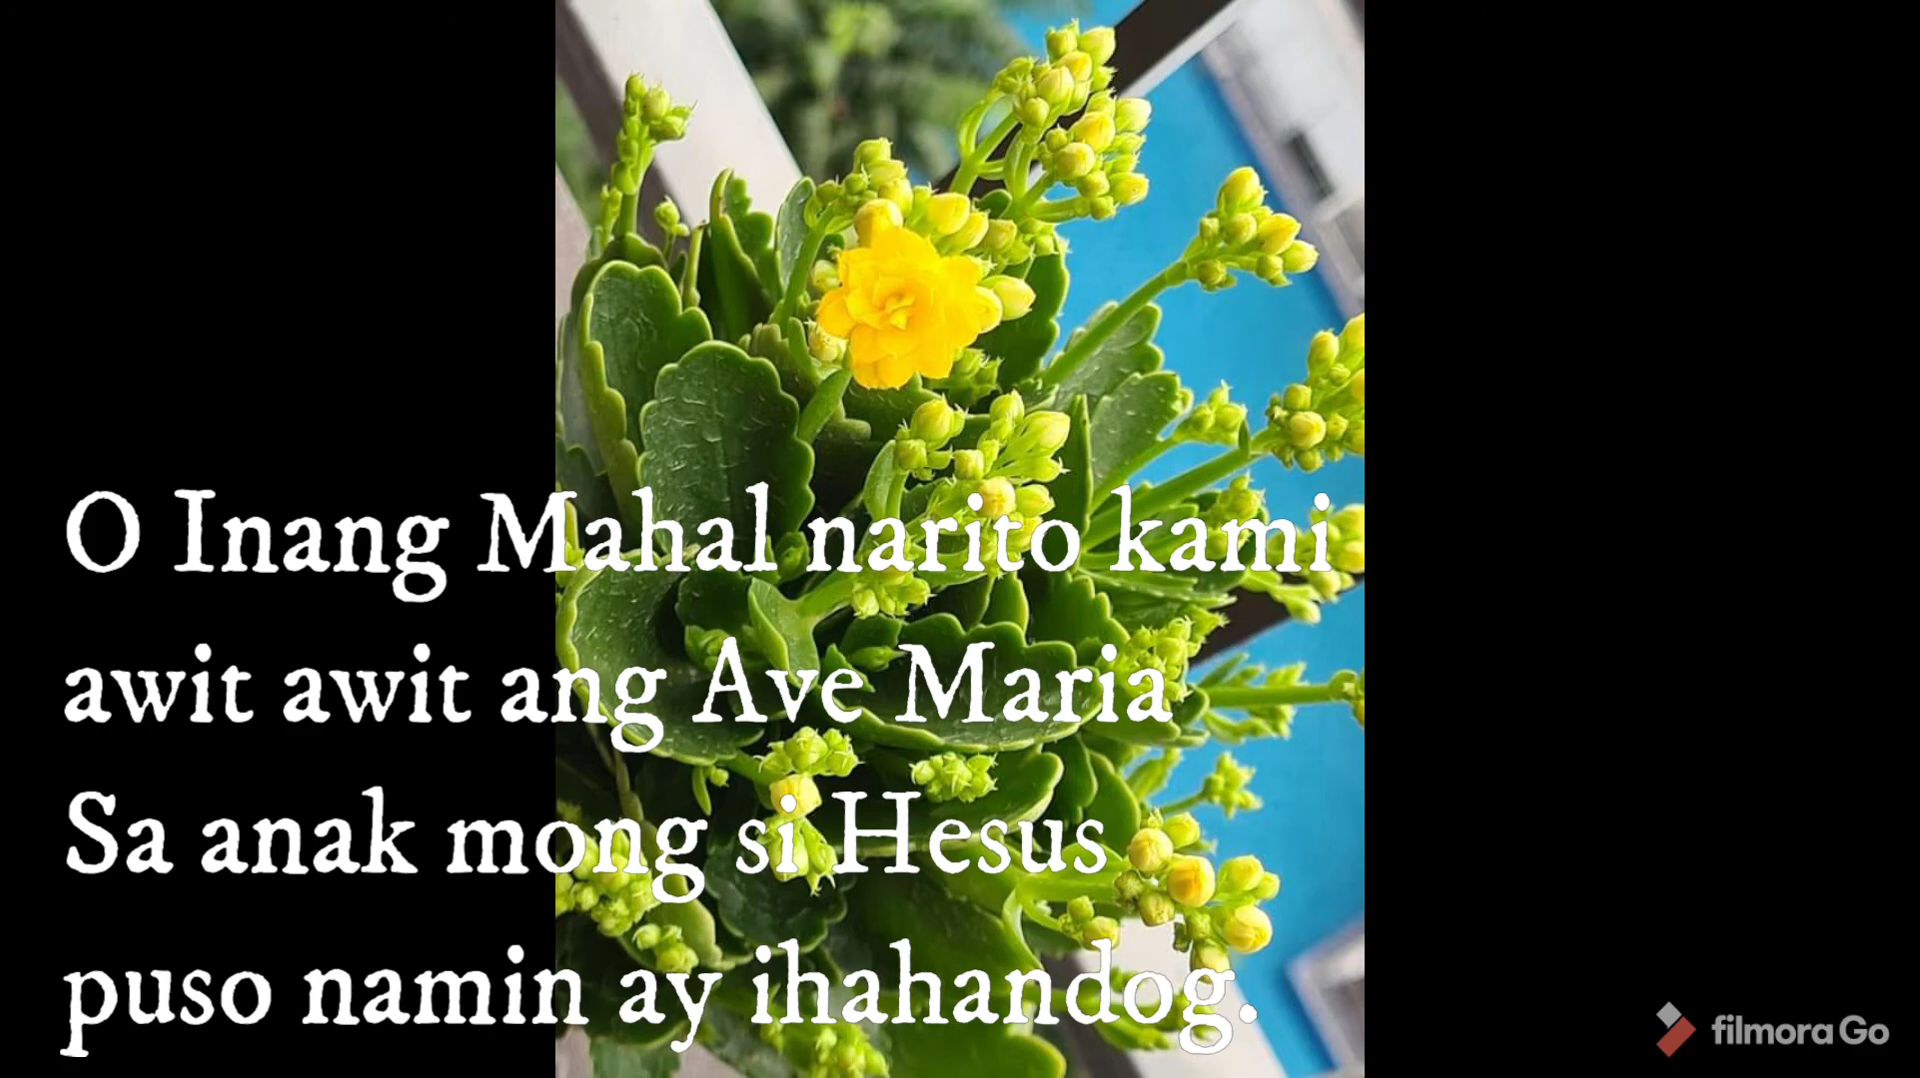 O Inang Mahal narito kami
awit awit ang Ave Maria
Sa anak mong si Hesus
puso namin ay ihahandog.
filmora Go